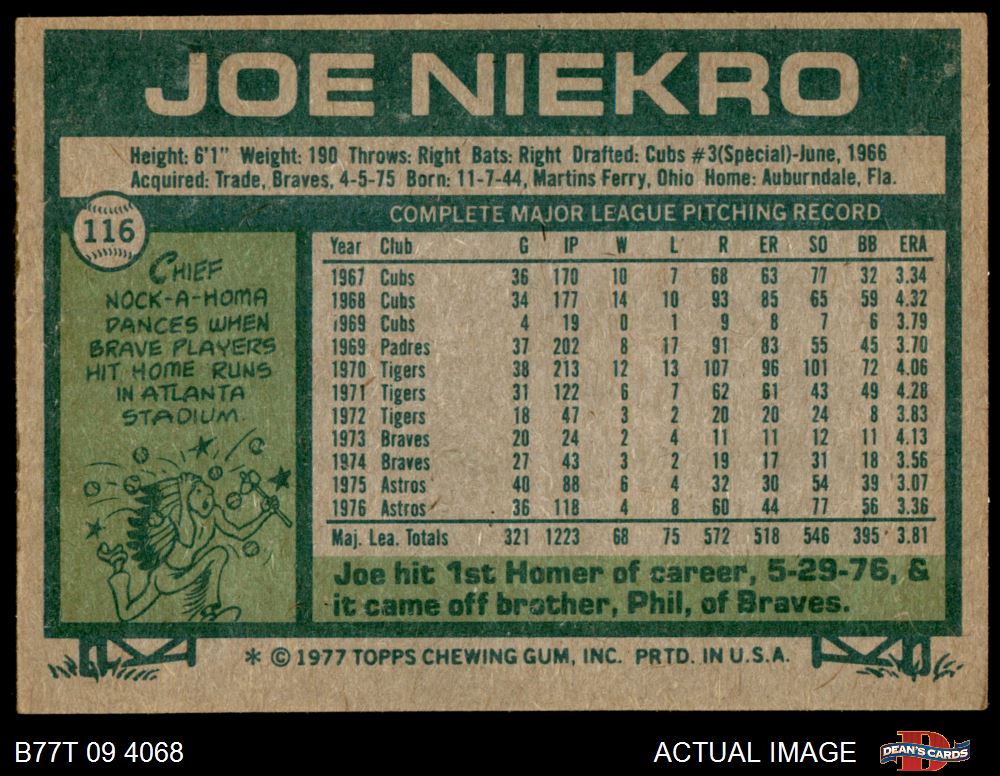 JOE NIEKRO
Height: 6'1" Weight: 190 Throws: Right Bats: Right Drafted: Cubs #3(Special)-June, 1966
Acquired: Trade, Braves, 4-5-75 Born: 11-7-44, Martins Ferry, Ohio Home: Auburndale, Fla.
116
CHIEF
NOCK-A-HOMA
DANCES WHEN
BRAVE PLAYERS
HIT HOME RUNS
IN ATLANTA
STADIUM.
COMPLETE MAJOR LEAGUE PITCHING RECORD
Year Club G IP W L R ER SO BB ERA
1967 Cubs 36 170 10 7 68 63 77 32 3.34
1968 Cubs 34 177 14 10 93 85 65 59 4.32
1969 Cubs 4 19 0 1 9 8 7 6 3.79
1969 Padres 37 202 8 17 91 83 55 45 3.70
1970 Tigers 38 213 12 13 107 96 101 72 4.06
1971 Tigers 31 122 6 7 62 61 43 49 4.28
1972 Tigers 18 47 3 2 20 20 24 8 3.83
1973 Braves 20 24 2 4 11 11 12 11 4.13
1974 Braves 27 43 3 2 19 17 31 18 3.56
1975 Astros 40 88 6 4 32 30 54 39 3.07
1976 Astros 36 118 4 8 60 44 77 56 3.36
Maj. Lea. Totals 321 1223 68 75 572 518 546 395 3.81
Joe hit 1st Homer of career, 5-29-76, &
it came off brother, Phil, of Braves.
* © 1977 TOPPS CHEWING GUM, INC. PRTD. IN U.S.A.
B77T 09 4068
ACTUAL IMAGE
DEAN'S CARDS